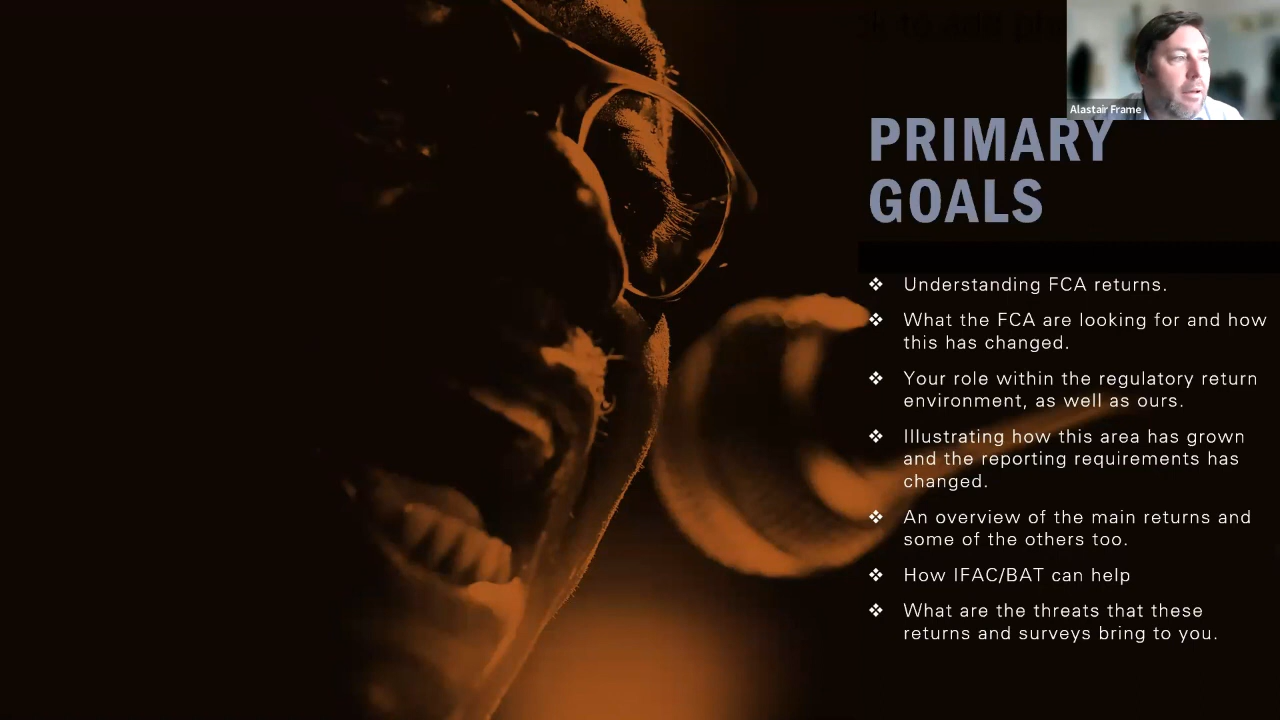 Alastair Frame
PRIMARY
GOALS
❖ Understanding FCA returns.
❖ What the FCA are looking for and how
this has changed.
❖ Your role within the regulatory return
environment, as well as ours.
❖ Illustrating how this area has grown
and the reporting requirements has
changed.
❖ An overview of the main returns and
some of the others too.
❖ How IFAC/BAT can help
❖ What are the threats that these
returns and surveys bring to you.